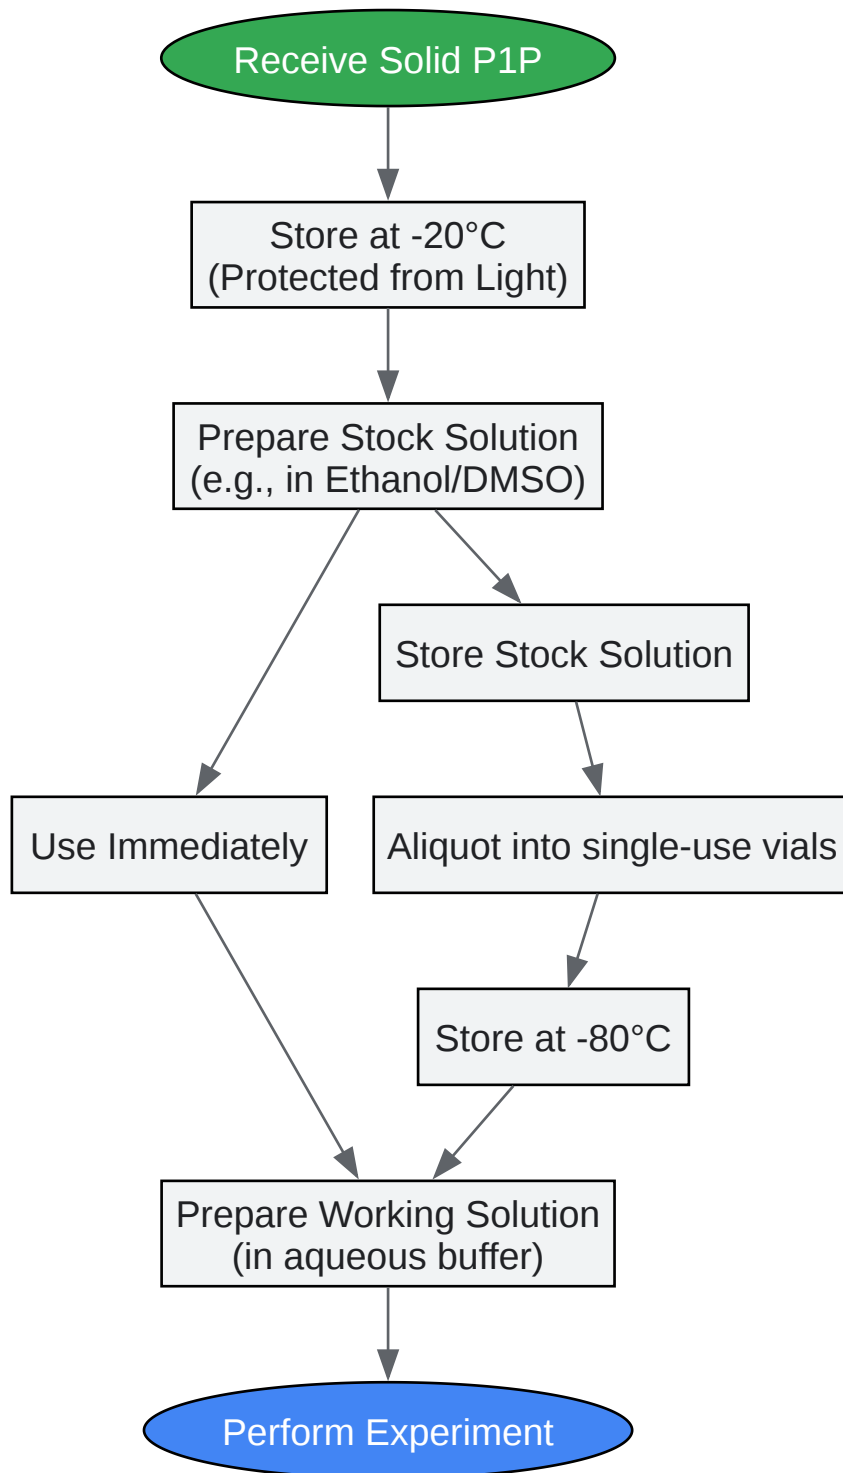 Receive Solid P1P
Store at -20°C
(Protected from Light)
Prepare Stock Solution
(e.g., in Ethanol/DMSO)
Store Stock Solution
Use Immediately
Aliquot into single-use vials
Store at -80°C
Prepare Working Solution
(in aqueous buffer)
Perform Experiment